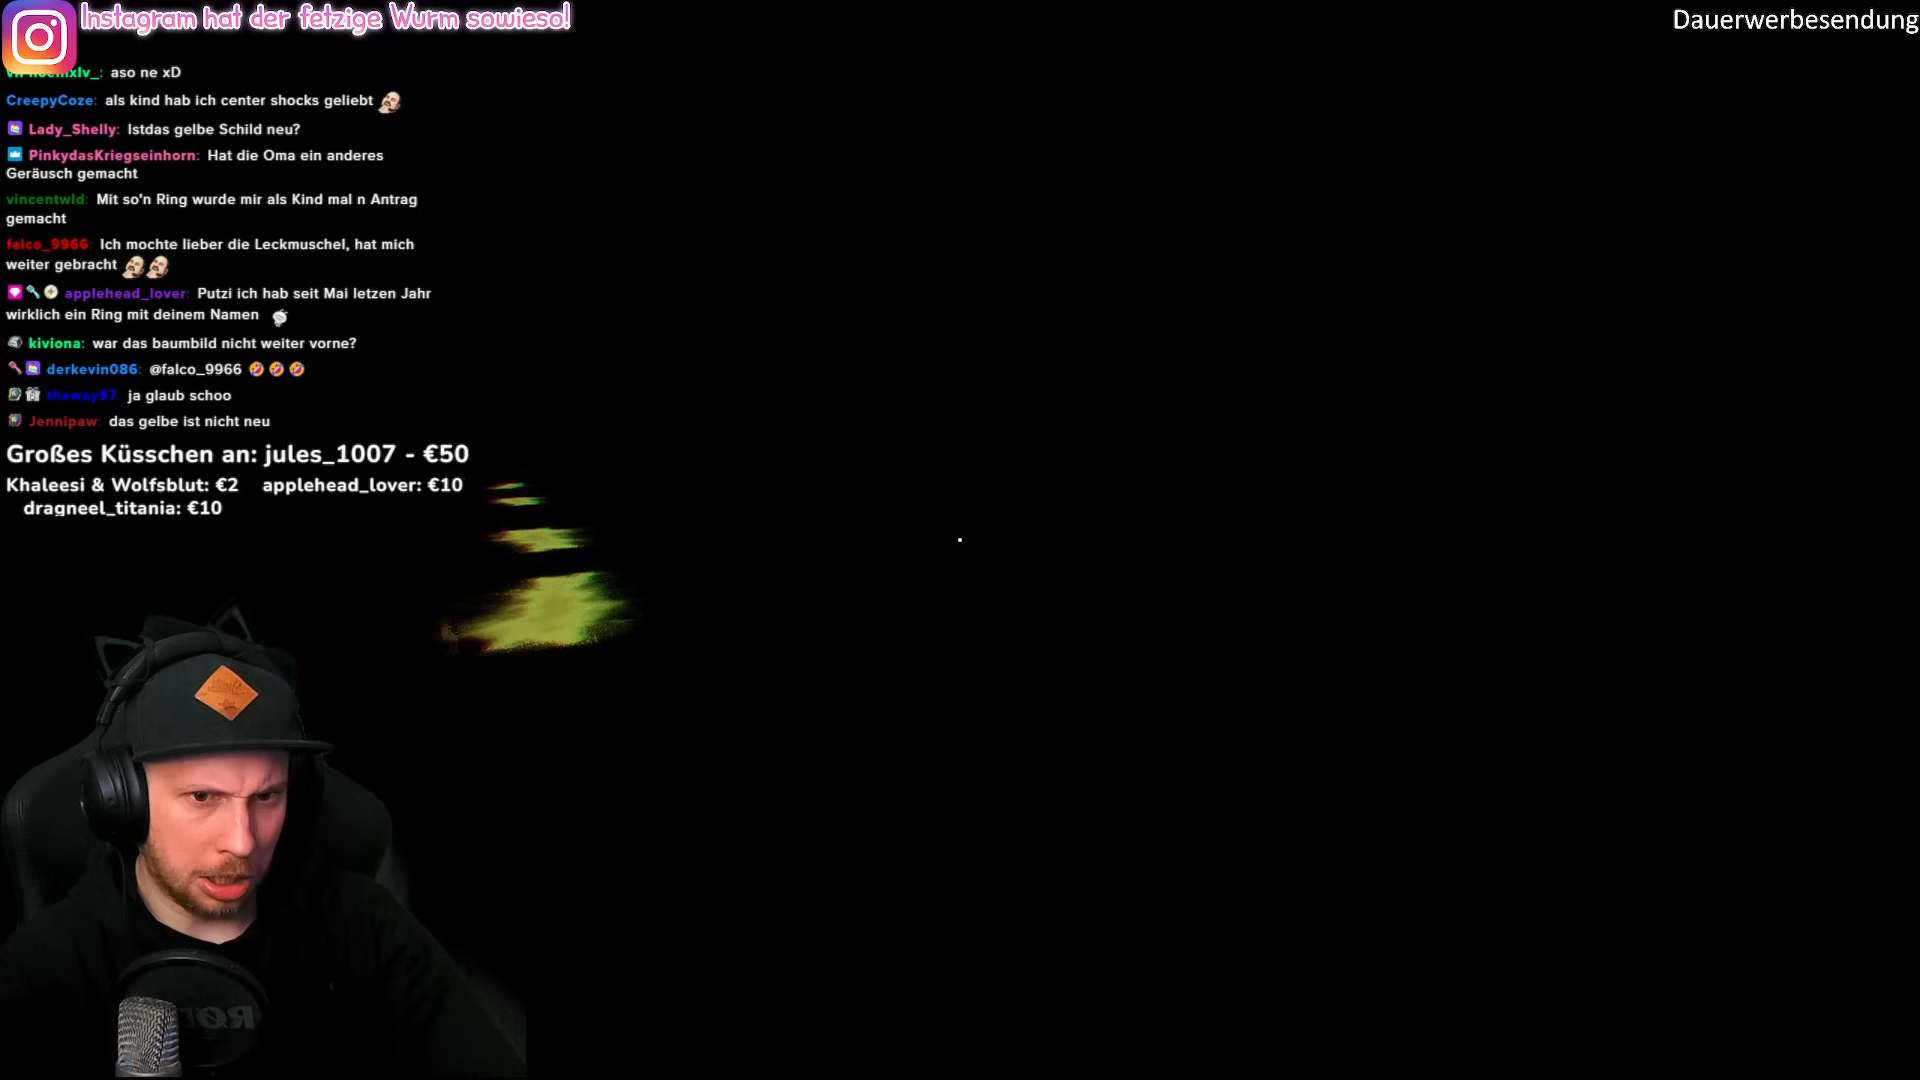 Instagram hat der fetzige Wurm sowieso!
Dauerwerbesendung
aso ne xD
CreepyCoze: als kind hab ich center shocks geliebt
Lady_Shelly: Istdas gelbe Schild neu?
PinkydasKriegseinhorn: Hat die Oma ein anderes
Geräusch gemacht
vincentwld: Mit so'n Ring wurde mir als Kind mal n Antrag
gemacht
falco_9966: Ich mochte lieber die Leckmuschel, hat mich
weiter gebracht
applehead_lover: Putzi ich hab seit Mai letzen Jahr
wirklich ein Ring mit deinem Namen
kiviona: war das baumbild nicht weiter vorne?
derkevin086: @falco_9966
theway97: ja glaub schoo
Jennipaw: das gelbe ist nicht neu
Großes Küsschen an: jules_1007 - €50
Khaleesi & Wolfsblut: €2 applehead_lover: €10
dragneel_titania: €10